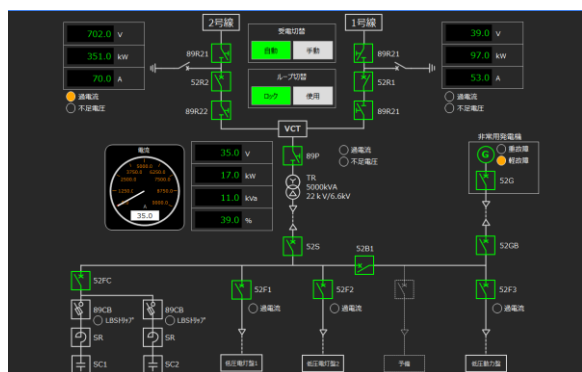 2号線
1号線
702.0 V
351.0 kW
70.0 A
過電流
不足電圧
89R21
52R2
89R22
受電切替
自動 手動
ループ切替
ロック 使用
89R21
52R1
89R21
39.0 V
97.0 kW
53.0 A
過電流
不足電圧
VCT
電流
35.0
35.0 V
17.0 kW
11.0 kVa
39.0 %
89P
過電流
不足電圧
TR
5000kVA
22ｋV/6.6kV
非常用発電機
G
重故障
軽故障
52G
52S
52B1
52GB
52FC
89CB
LBSﾄﾘｯﾌﾟ
SR
SC1
89CB
LBSﾄﾘｯﾌﾟ
SR
SC2
52F1
過電流
低圧電灯盤1
52F2
過電流
低圧電灯盤2
予備
52F3
過電流
低圧動力盤